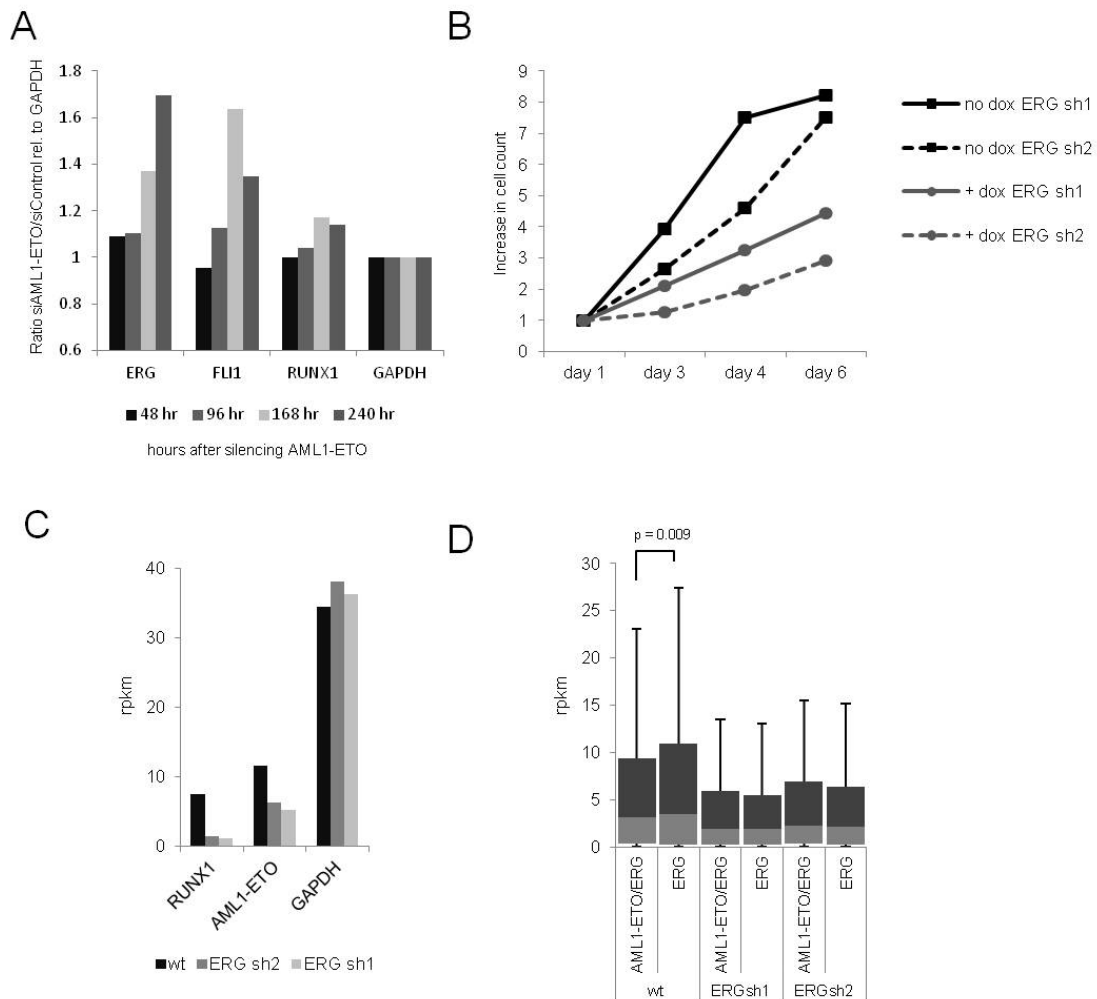 A
Ratio siAML1-ETO/siControl rel. to GAPDH
1.8
1.6
1.4
1.2
1
0.8
0.6
ERG FLI1 RUNX1 GAPDH
48 hr 96 hr 168 hr 240 hr
hours after silencing AML1-ETO
B
Increase in cell count
9
8
7
6
5
4
3
2
1
0
day 1 day 3 day 4 day 6
no dox ERG sh1
no dox ERG sh2
+ dox ERG sh1
+ dox ERG sh2
C
rpkm
40
30
20
10
0
RUNX1
AML1-ETO
GAPDH
wt ERG sh2 ERG sh1
D
p = 0.009
rpkm
30
25
20
15
10
5
0
AML1-ETO/ERG
ERG
AML1-ETO/ERG
ERG
AML1-ETO/ERG
ERG
wt ERGsh1 ERGsh2